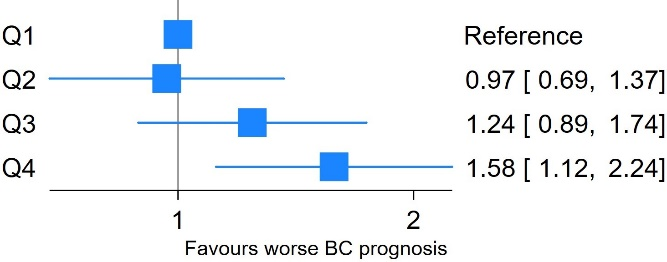 Q1 Reference
Q2 0.97 [ 0.69, 1.37]
Q3 1.24 [ 0.89, 1.74]
Q4 1.58 [ 1.12, 2.24]
1 2
Favours worse BC prognosis